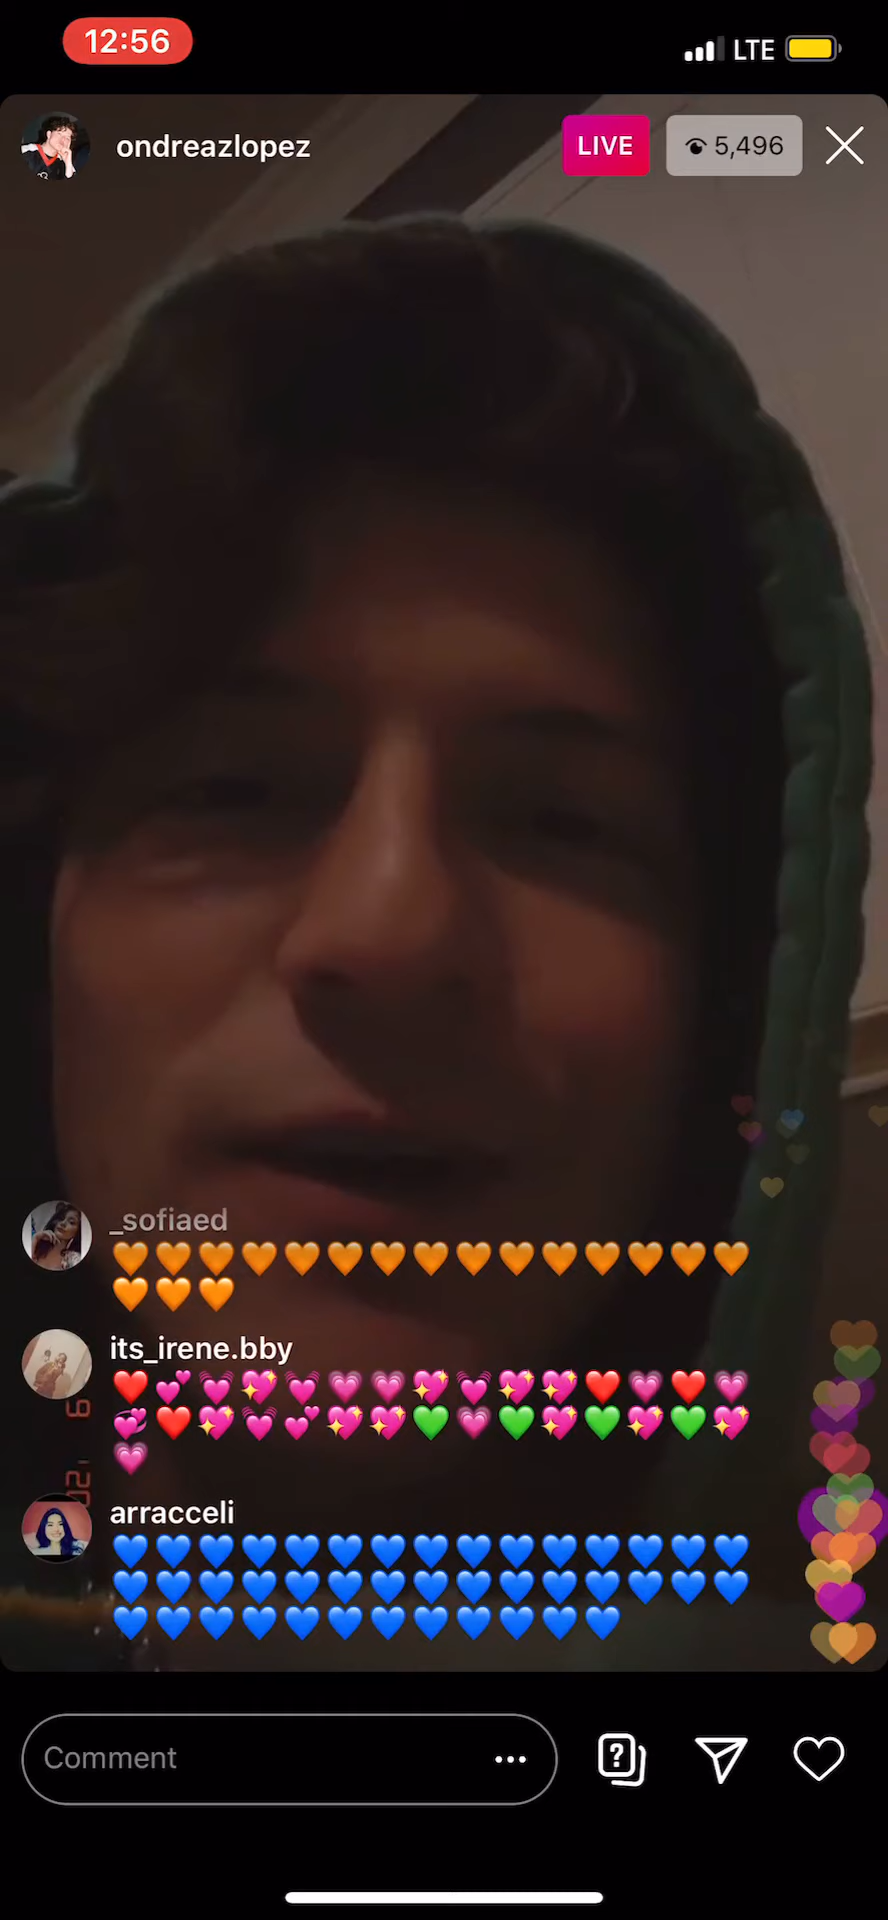 12:56
LTE
ondreazlopez
LIVE
5,496
_sofiaed
its_irene.bby
arracceli
Comment